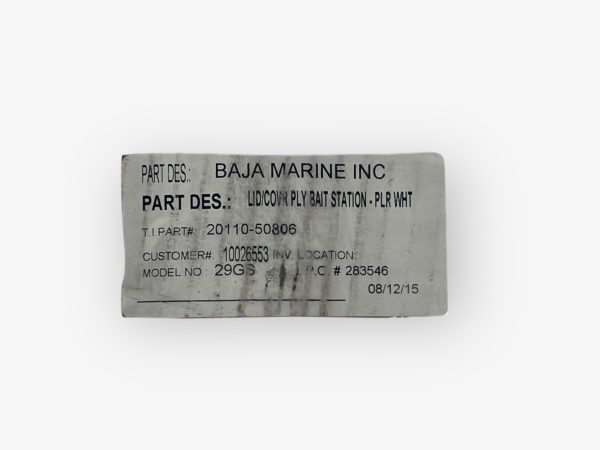 PART DES.: BAJA MARINE INC
PART DES.: LID/COVR PLY BAIT STATION - PLR WHT
T.I.PART#: 20110-50806
CUSTOMER#. 10026553 INV. LOCATION:
MODEL NO : 29GS P.C. # 283546
08/12/15